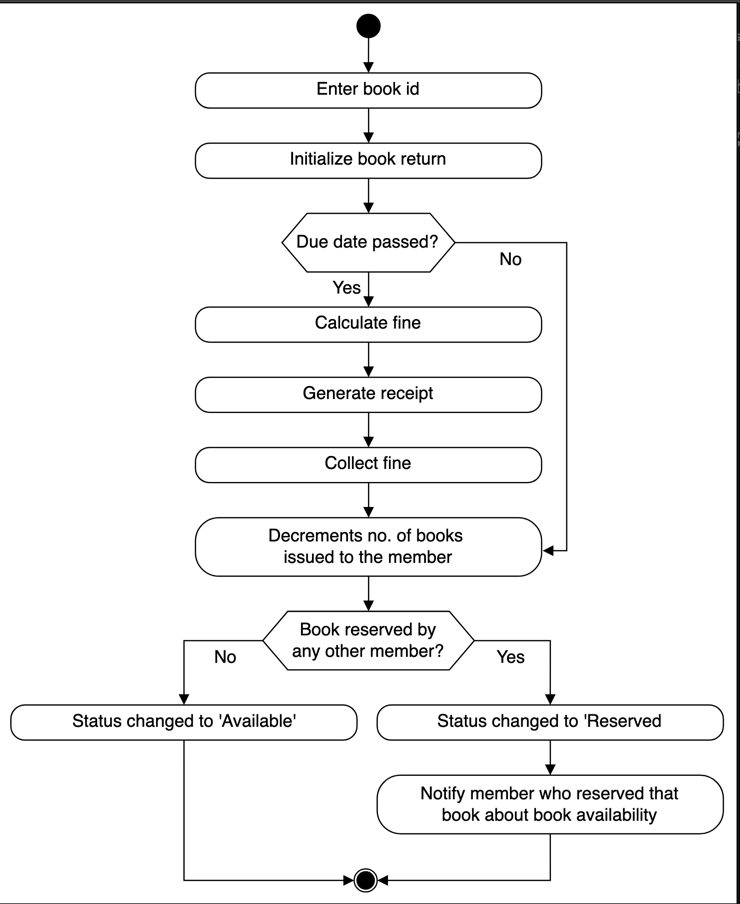 Enter book id
Initialize book return
Due date passed?
No
Yes
Calculate fine
Generate receipt
Collect fine
Decrements no. of books
issued to the member
Book reserved by
any other member?
No
Yes
Status changed to 'Available'
Status changed to 'Reserved
Notify member who reserved that
book about book availability